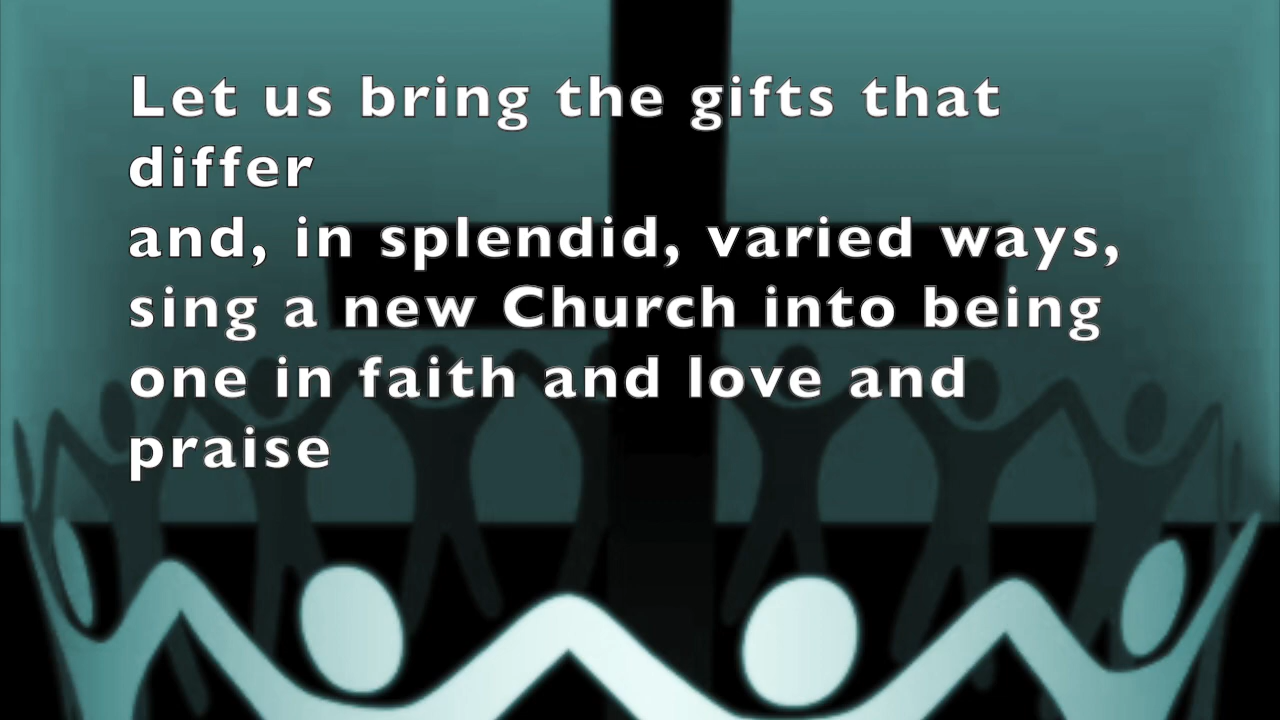 Let us bring the gifts that
differ
and, in splendid, varied ways,
sing a new Church into being
one in faith and love and
praise